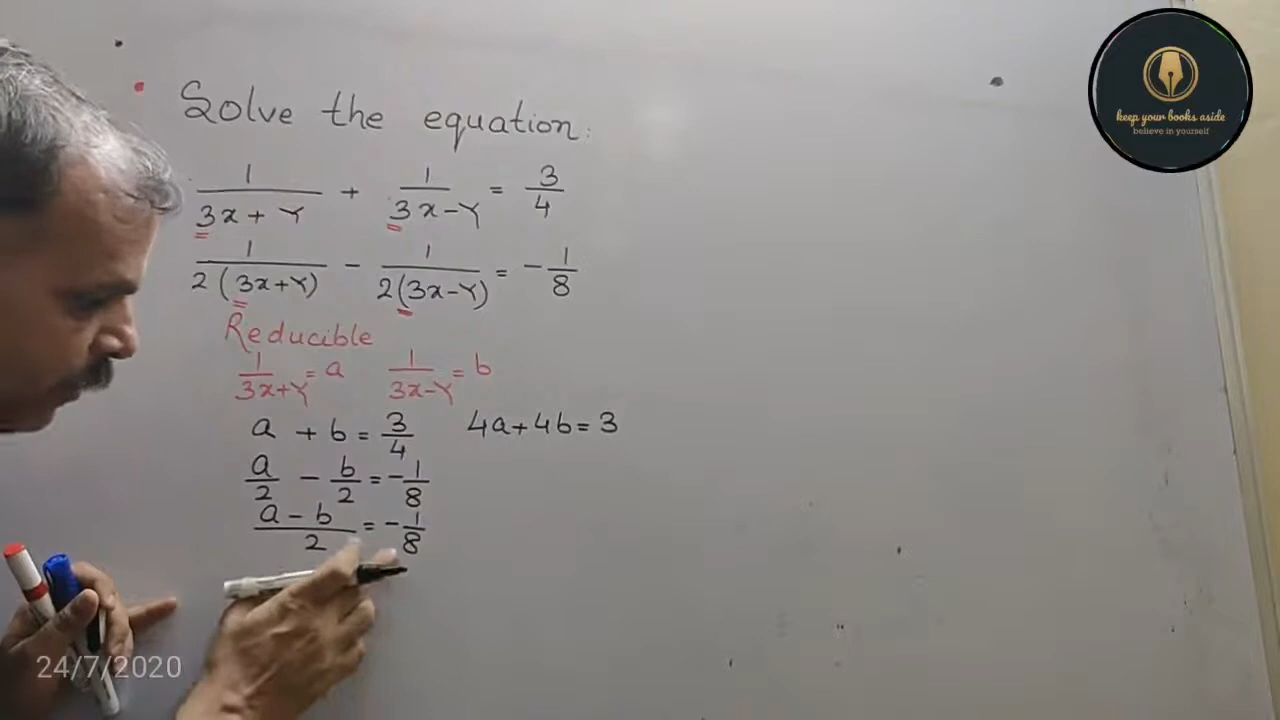 Solve the equation:
1/(3x+y) + 1/(3x-y) = 3/4
1/(2(3x+y)) - 1/(2(3x-y)) = -1/8
Reducible
1/(3x+y) = a 1/(3x-y) = b
a + b = 3/4 4a+4b=3
a/2 - b/2 = -1/8
(a-b)/2 = -1/8
keep your books aside
believe in yourself
24/7/2020